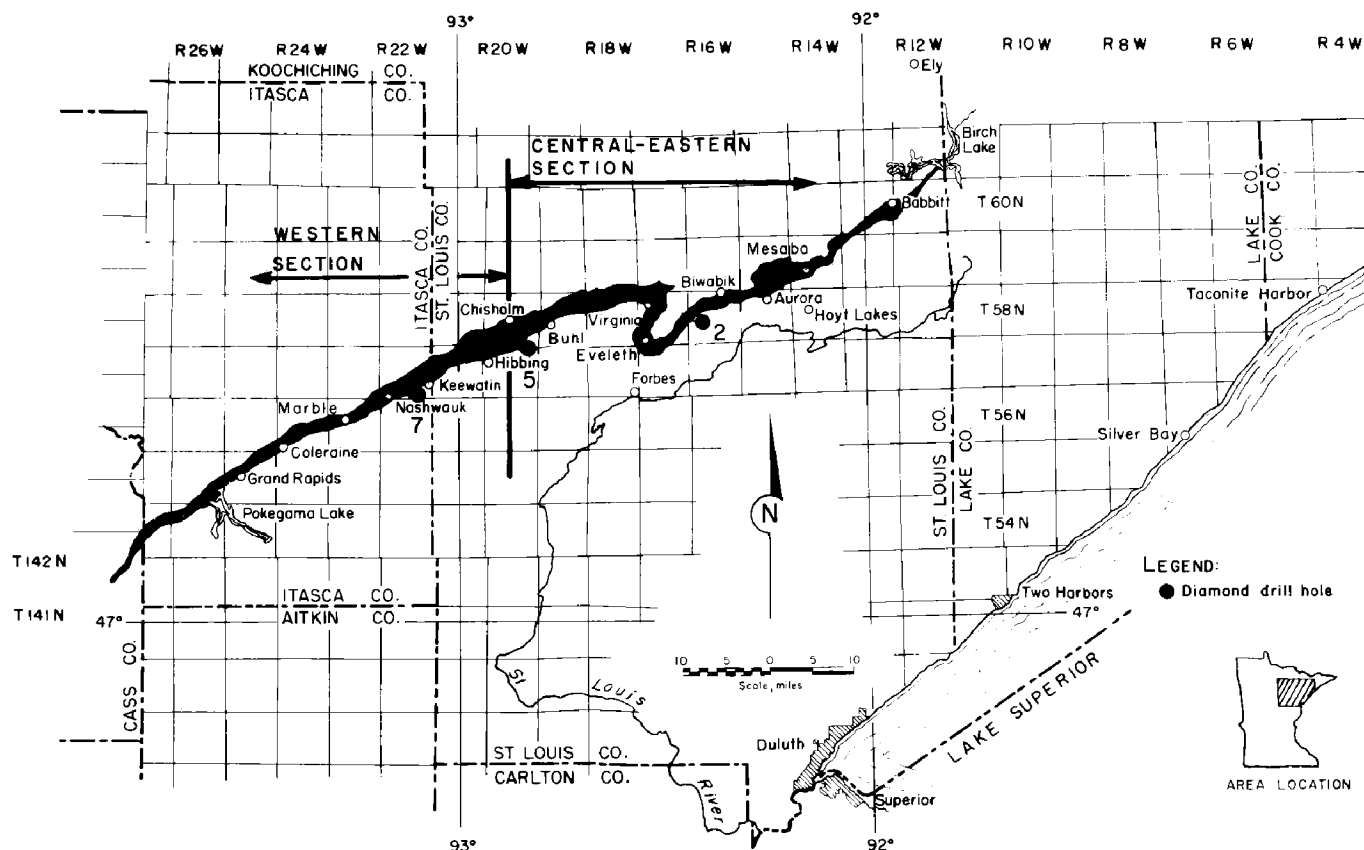 93°
92°
R26W
R24W
R22W
R20W
R18W
R16W
R14W
R12W
R10W
R8W
R6W
R4W
Ely
KOOCHICHING CO.
ITASCA CO.
Birch
Lake
CENTRAL-EASTERN
SECTION
Babbitt
T60N
LAKE CO.
COOK CO.
WESTERN
SECTION
ITASCA CO.
ST. LOUIS CO.
Mesaba
Biwabik
Taconite Harbor
Chisholm
Virginia
Aurora
T58N
Buhl
2
Hoyt Lakes
Eveleth
Hibbing
5
Keewatin
Forbes
Nashwauk
7
Marble
T56N
Silver Bay
Coleraine
ST LOUIS CO.
LAKE CO.
Grand Rapids
Pokegama Lake
N
T54N
T142N
LEGEND:
Diamond drill hole
ITASCA CO.
AITKIN CO.
Two Harbors
T141N
47°
47°
10 5 0 5 10
Scale, miles
CASS CO.
St Louis River
LAKE SUPERIOR
Duluth
ST LOUIS CO.
CARLTON CO.
Superior
AREA LOCATION
93°
92°